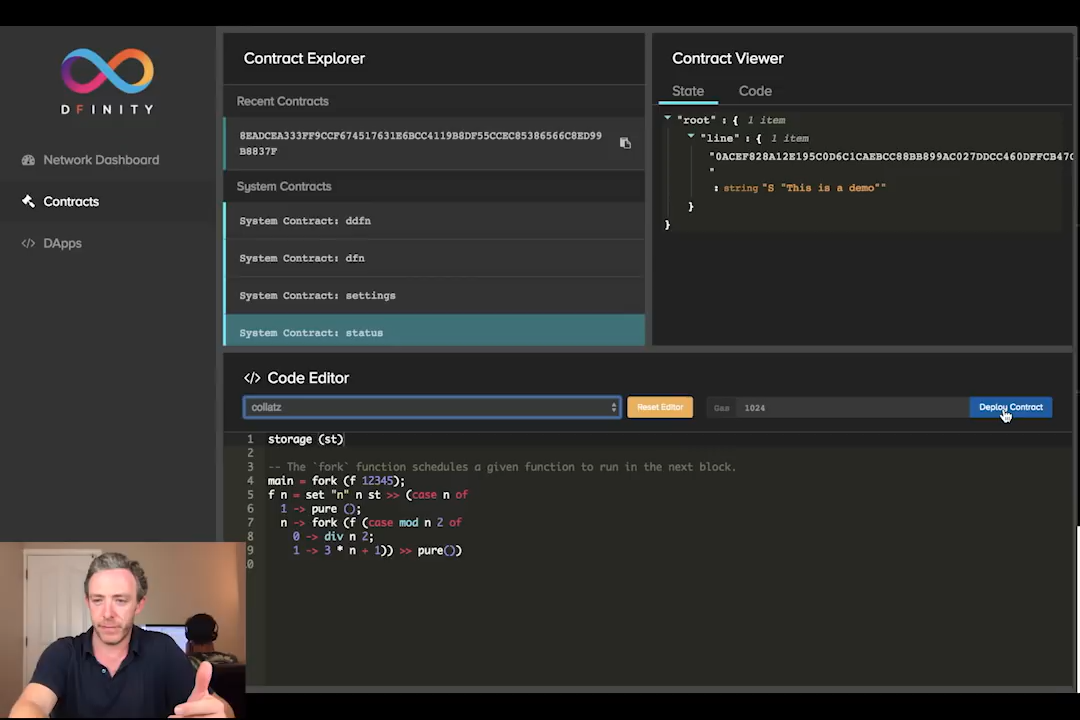 DFINITY
Network Dashboard
Contracts
DApps
Contract Explorer
Recent Contracts
8EADCEA333FF9CCF674517631E6BCC4119B8DF55CCEC85386566C8ED99
B8837F
System Contracts
System Contract: ddfn
System Contract: dfn
System Contract: settings
System Contract: status
Contract Viewer
State Code
"root" : { 1 item
"line" : { 1 item
"0ACEF828A12E195C0D6C1CAEBCC88BB899AC027DDCC460DFFCB47C
"
: string "S "This is a demo""
}
}
</> Code Editor
collatz
Reset Editor
Gas 1024
Deploy Contract
1 storage (st)
2
3 -- The `fork` function schedules a given function to run in the next block.
4 main = fork (f 12345);
5 f n = set "n" n st >> (case n of
6 1 -> pure ();
7 n -> fork (f (case mod n 2 of
8 0 -> div n 2;
9 1 -> 3 * n + 1)) >> pure())
10